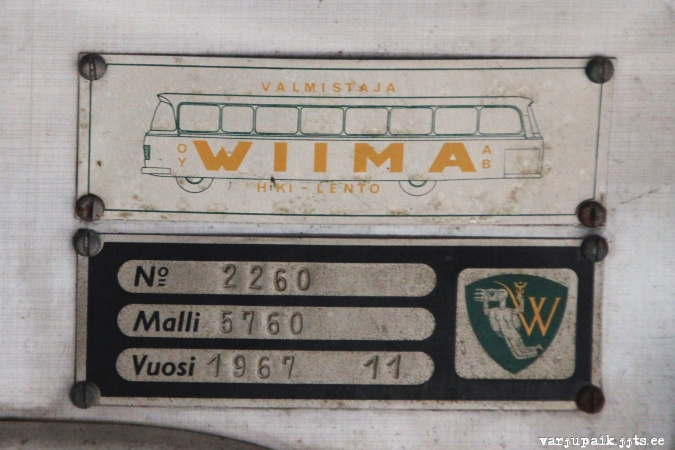 VALMISTAJA
OY WIIMA AB
H:KI - LENTO
No 2260
Malli 5760
Vuosi 1967 11
W
varjupaik.jjts.ee